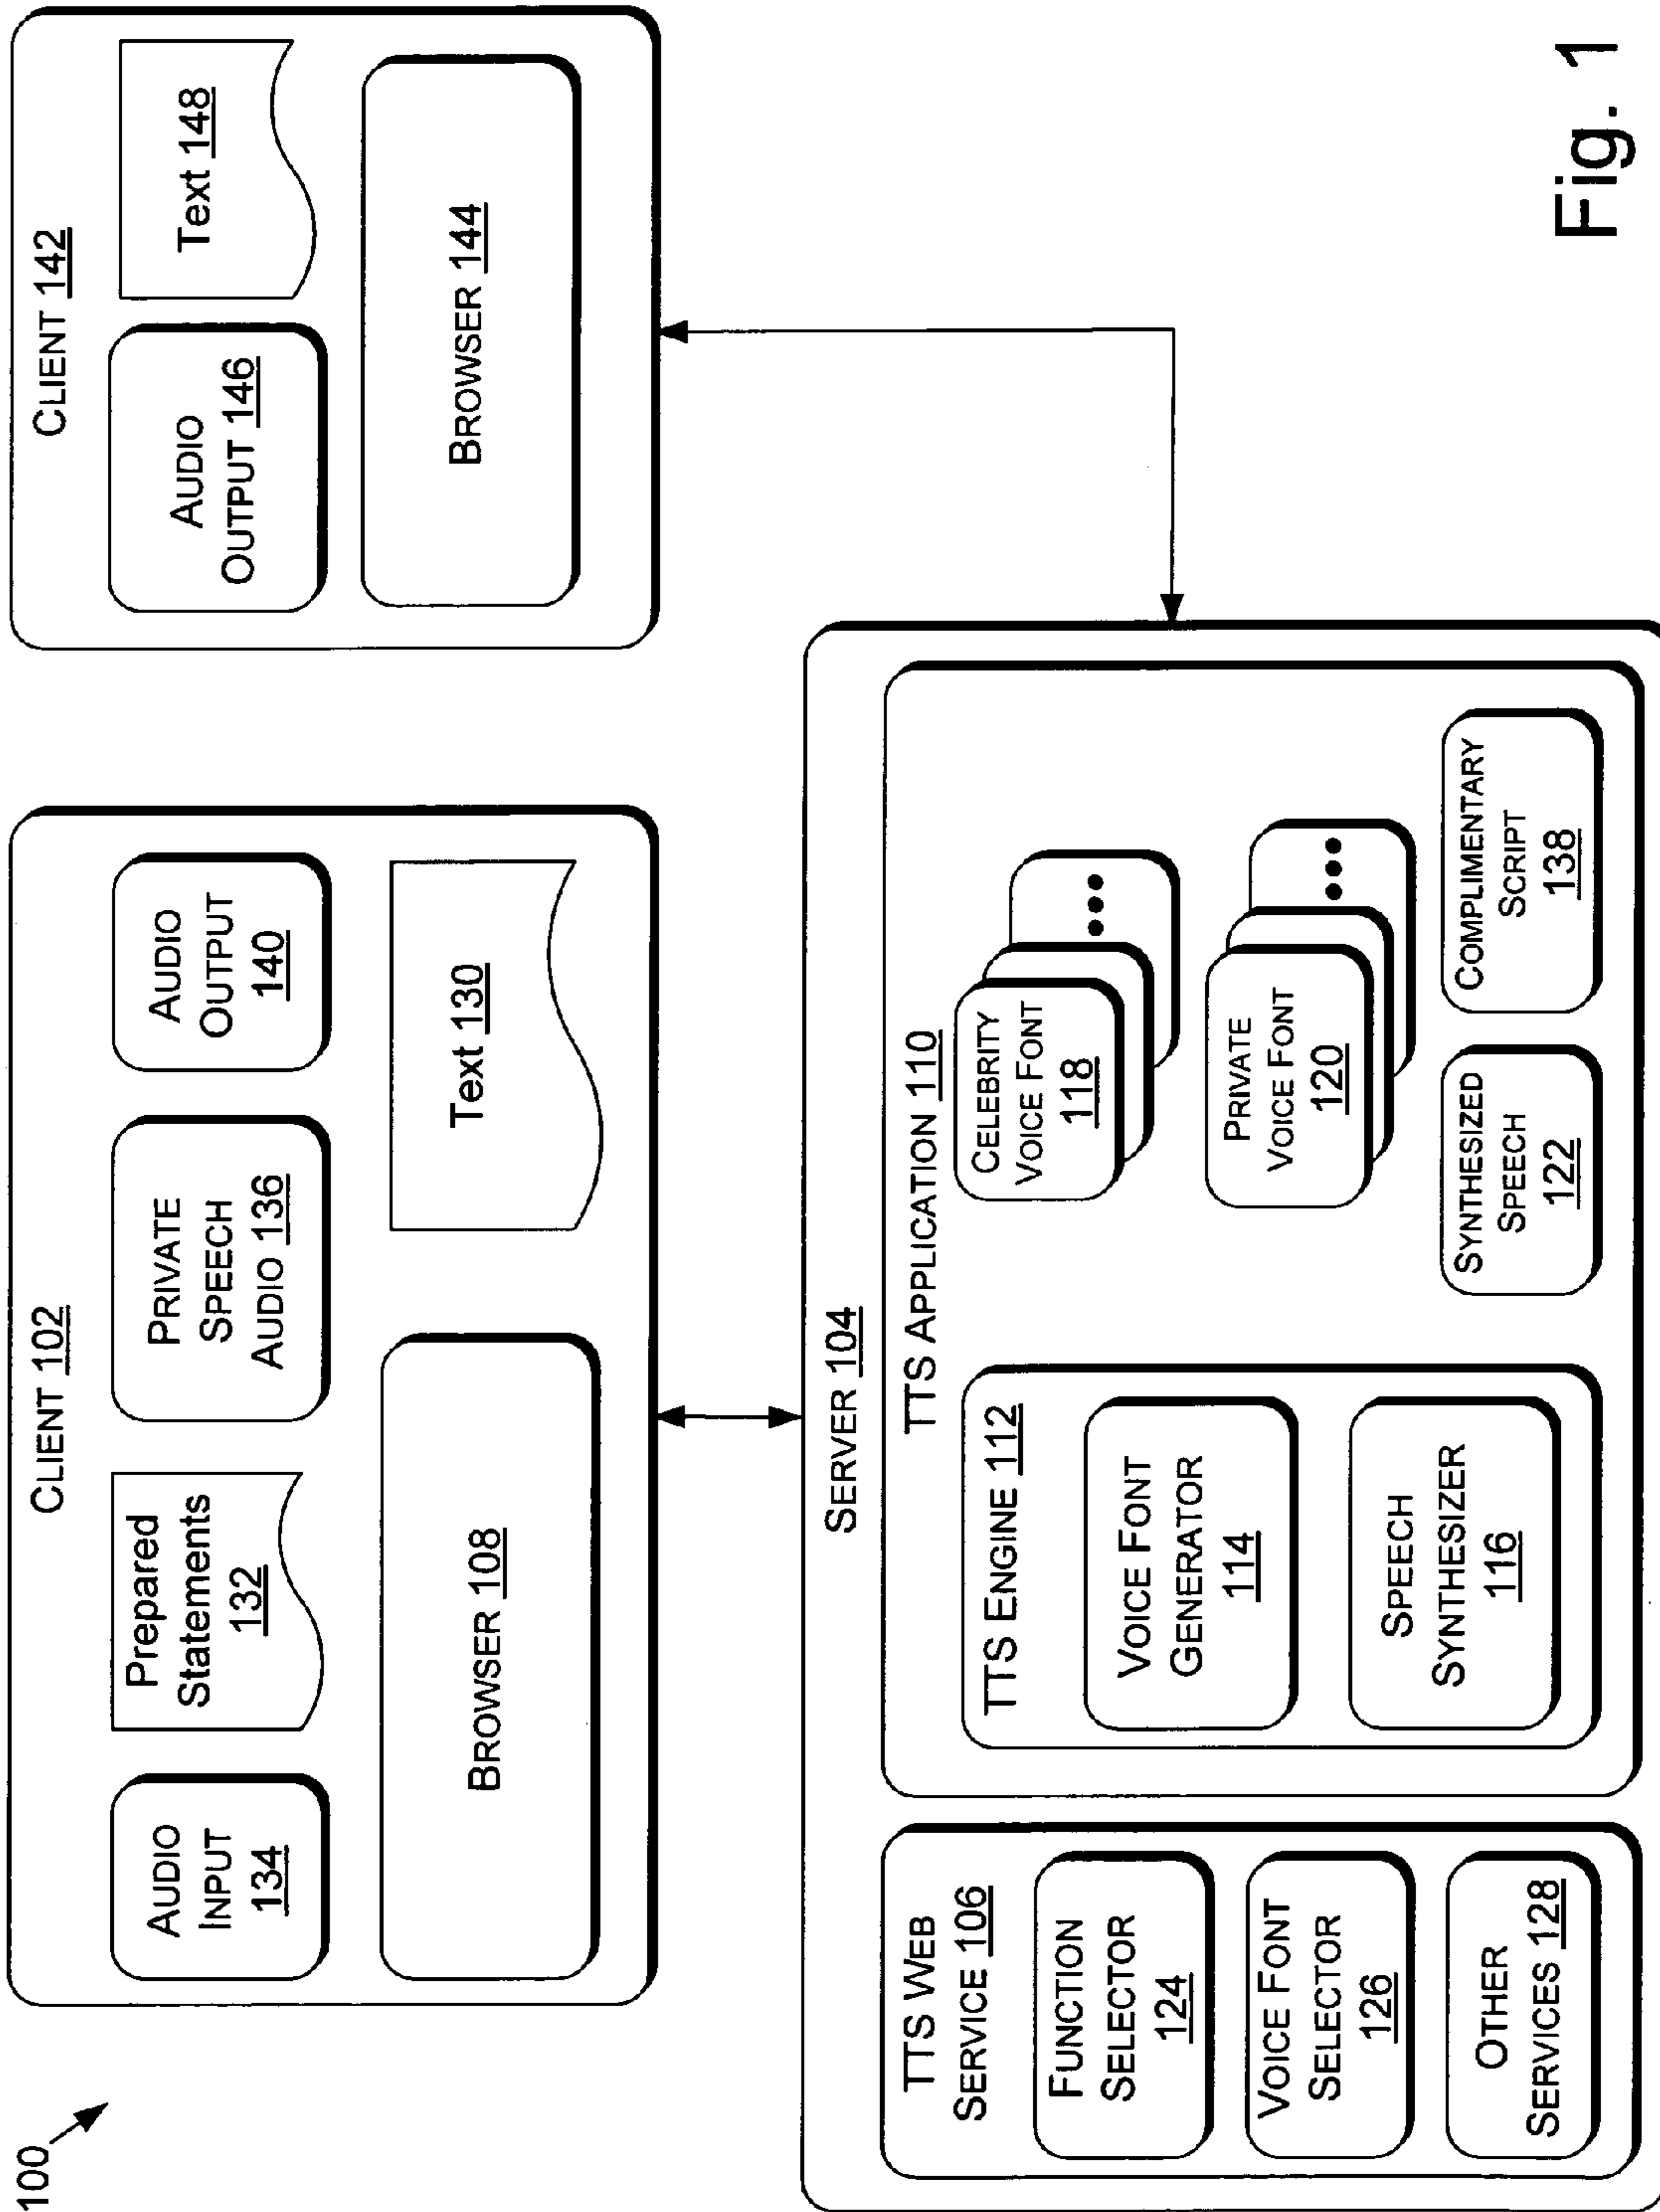 100
CLIENT 102
AUDIO
INPUT
134
Prepared
Statements
132
PRIVATE
SPEECH
AUDIO 136
AUDIO
OUTPUT
140
BROWSER 108
Text 130
CLIENT 142
AUDIO
OUTPUT 146
Text 148
BROWSER 144
SERVER 104
TTS WEB
SERVICE 106
FUNCTION
SELECTOR
124
VOICE FONT
SELECTOR
126
OTHER
SERVICES 128
TTS APPLICATION 110
TTS ENGINE 112
VOICE FONT
GENERATOR
114
SPEECH
SYNTHESIZER
116
CELEBRITY
VOICE FONT
118
PRIVATE
VOICE FONT
120
SYNTHESIZED
SPEECH
122
COMPLIMENTARY
SCRIPT
138
Fig. 1